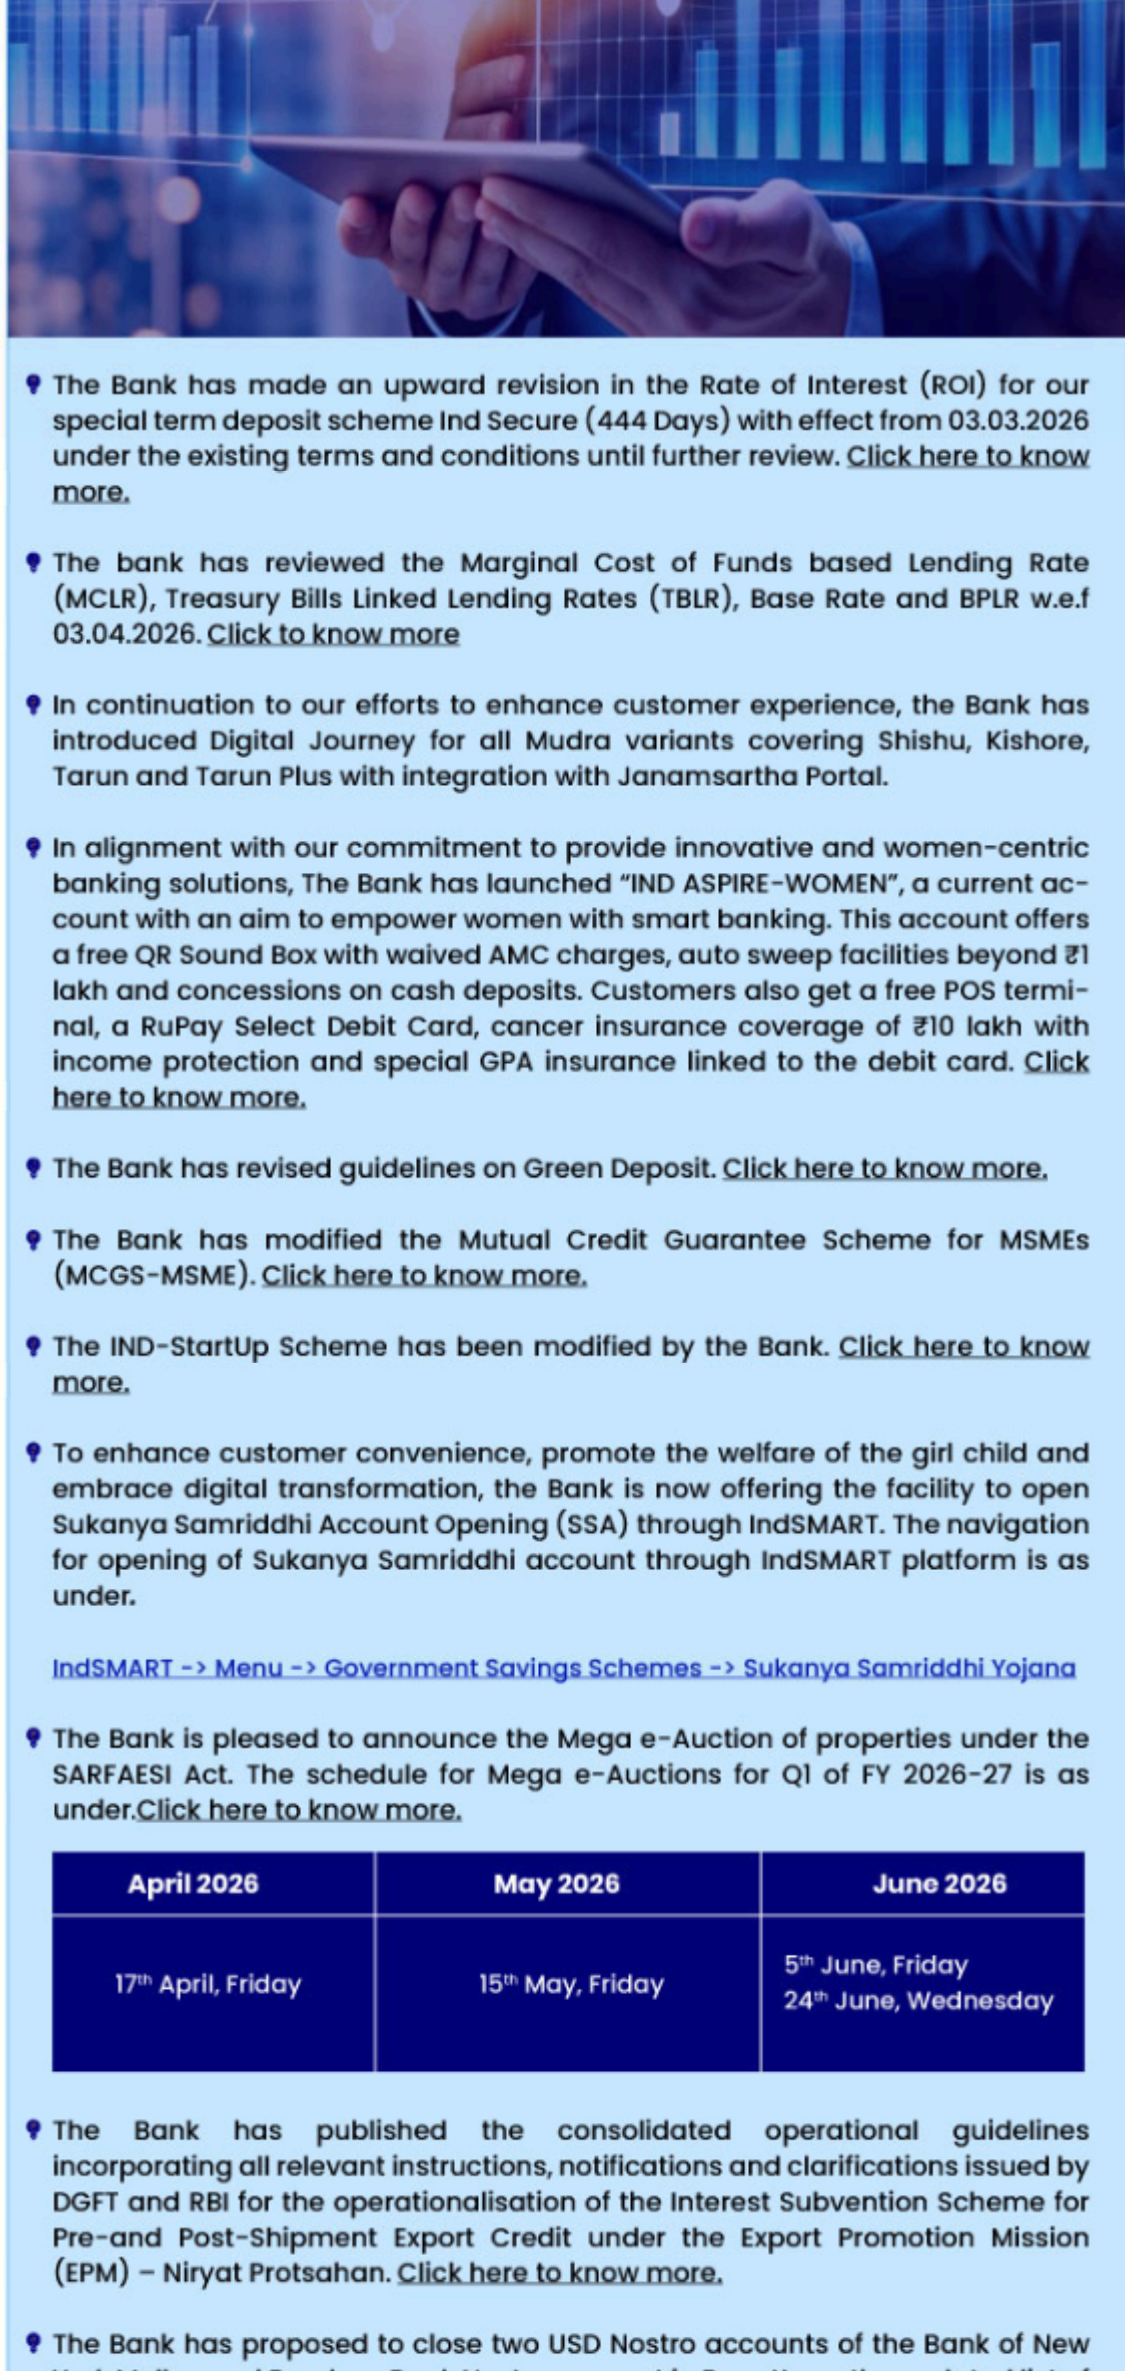 The Bank has made an upward revision in the Rate of Interest (ROI) for our
special term deposit scheme Ind Secure (444 Days) with effect from 03.03.2026
under the existing terms and conditions until further review. Click here to know
more.
The bank has reviewed the Marginal Cost of Funds based Lending Rate
(MCLR), Treasury Bills Linked Lending Rates (TBLR), Base Rate and BPLR w.e.f
03.04.2026. Click to know more
In continuation to our efforts to enhance customer experience, the Bank has
introduced Digital Journey for all Mudra variants covering Shishu, Kishore,
Tarun and Tarun Plus with integration with Janamsartha Portal.
In alignment with our commitment to provide innovative and women-centric
banking solutions, The Bank has launched “IND ASPIRE-WOMEN”, a current ac-
count with an aim to empower women with smart banking. This account offers
a free QR Sound Box with waived AMC charges, auto sweep facilities beyond ₹1
lakh and concessions on cash deposits. Customers also get a free POS termi-
nal, a RuPay Select Debit Card, cancer insurance coverage of ₹10 lakh with
income protection and special GPA insurance linked to the debit card. Click
here to know more.
The Bank has revised guidelines on Green Deposit. Click here to know more.
The Bank has modified the Mutual Credit Guarantee Scheme for MSMEs
(MCGS-MSME). Click here to know more.
The IND-StartUp Scheme has been modified by the Bank. Click here to know
more.
To enhance customer convenience, promote the welfare of the girl child and
embrace digital transformation, the Bank is now offering the facility to open
Sukanya Samriddhi Account Opening (SSA) through IndSMART. The navigation
for opening of Sukanya Samriddhi account through IndSMART platform is as
under.
IndSMART -> Menu -> Government Savings Schemes -> Sukanya Samriddhi Yojana
The Bank is pleased to announce the Mega e-Auction of properties under the
SARFAESI Act. The schedule for Mega e-Auctions for Q1 of FY 2026-27 is as
under.Click here to know more.
April 2026 May 2026 June 2026
17th April, Friday 15th May, Friday 5th June, Friday
24th June, Wednesday
The Bank has published the consolidated operational guidelines
incorporating all relevant instructions, notifications and clarifications issued by
DGFT and RBI for the operationalisation of the Interest Subvention Scheme for
Pre-and Post-Shipment Export Credit under the Export Promotion Mission
(EPM) – Niryat Protsahan. Click here to know more.
The Bank has proposed to close two USD Nostro accounts of the Bank of New